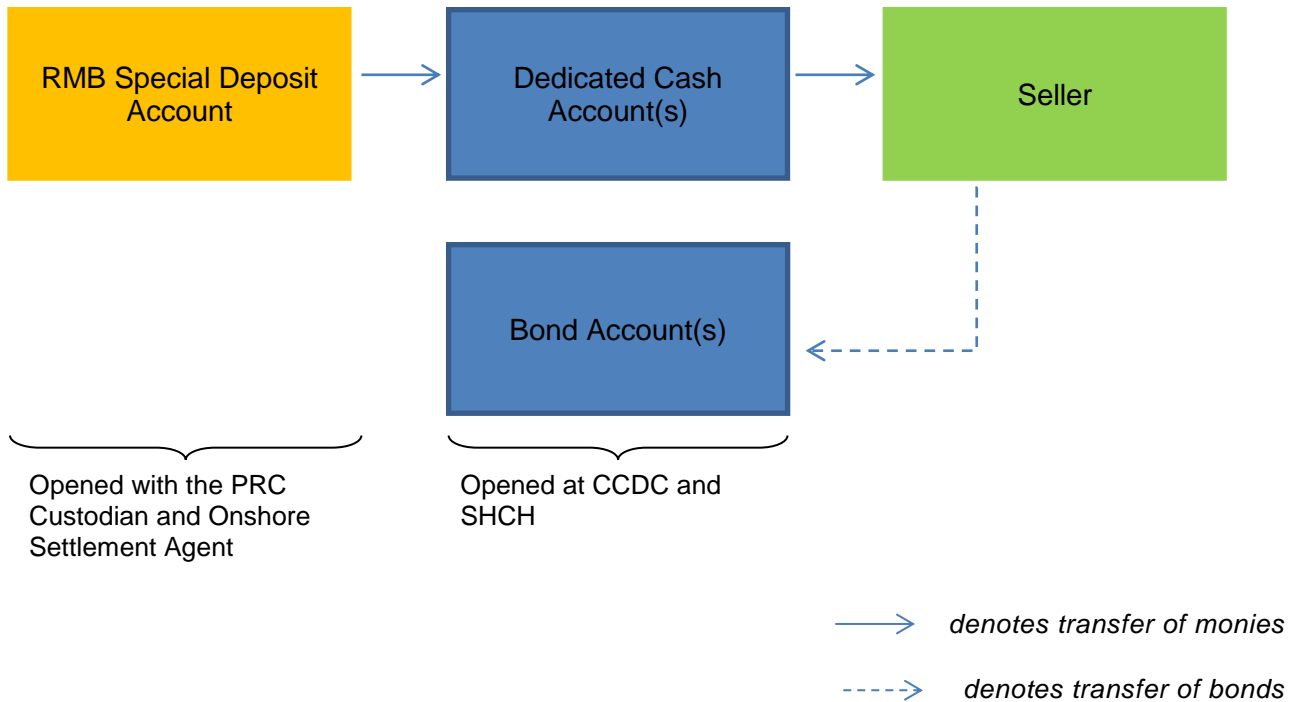 RMB Special Deposit
Account
Dedicated Cash
Account(s)
Seller
Bond Account(s)
Opened with the PRC
Custodian and Onshore
Settlement Agent
Opened at CCDC and
SHCH
denotes transfer of monies
denotes transfer of bonds